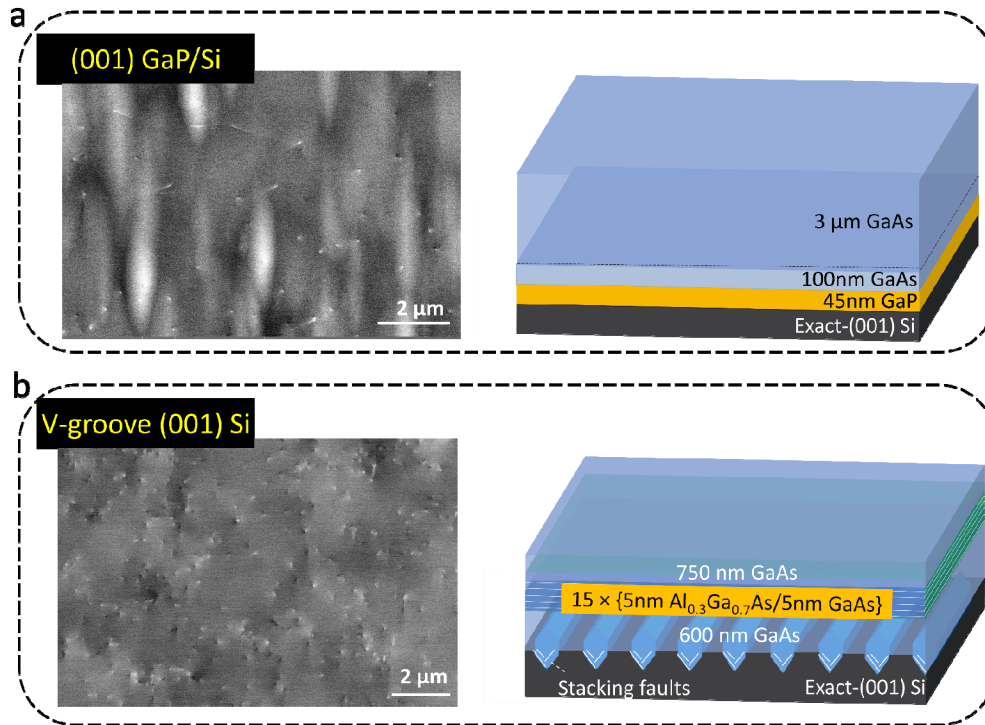 a
(001) GaP/Si
2 μm
3 μm GaAs
100nm GaAs
45nm GaP
Exact-(001) Si
b
V-groove (001) Si
2 μm
750 nm GaAs
15 × {5nm Al₀.₃Ga₀.₇As/5nm GaAs}
600 nm GaAs
Stacking faults
Exact-(001) Si